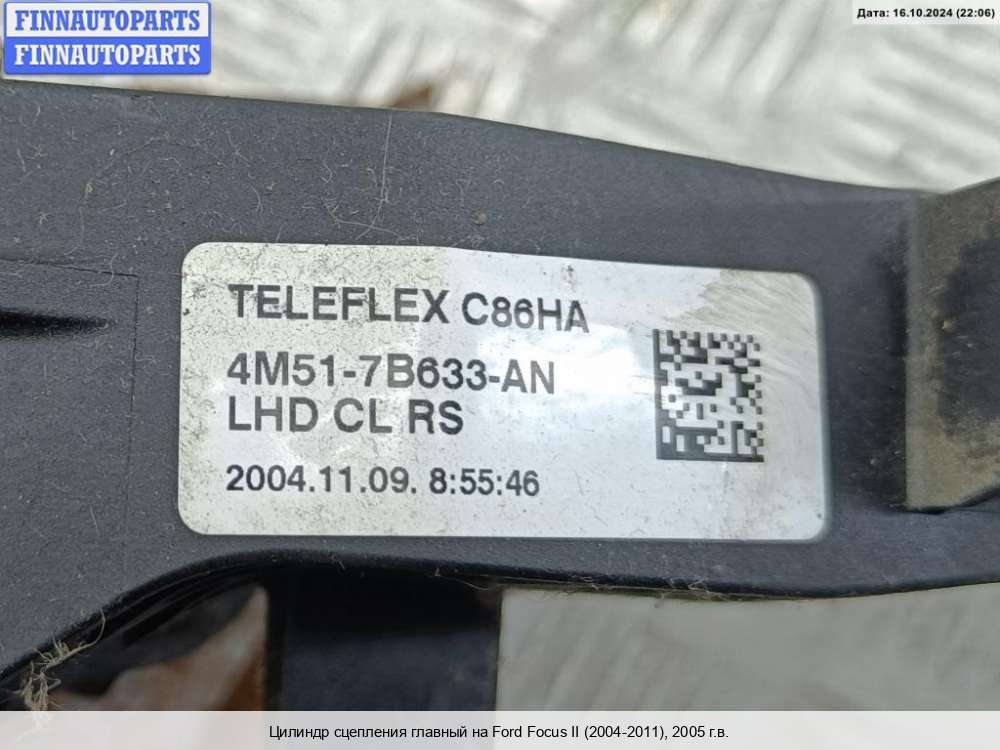 FINNAUTOPARTS
FINNAUTOPARTS
Дата: 16.10.2024 (22:06)
TELEFLEX C86HA
4M51-7B633-AN
LHD CL RS
2004.11.09. 8:55:46
Цилиндр сцепления главный на Ford Focus II (2004-2011), 2005 г.в.